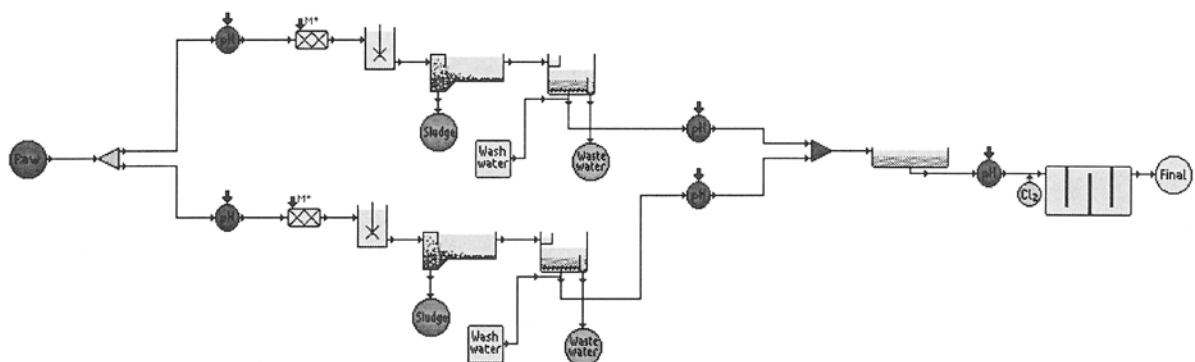 M*
pH
Sludge
Wash
water
Waste
water
pH
Raw
pH
pH
Cl₂
Final
M*
pH
Sludge
Wash
water
Waste
water